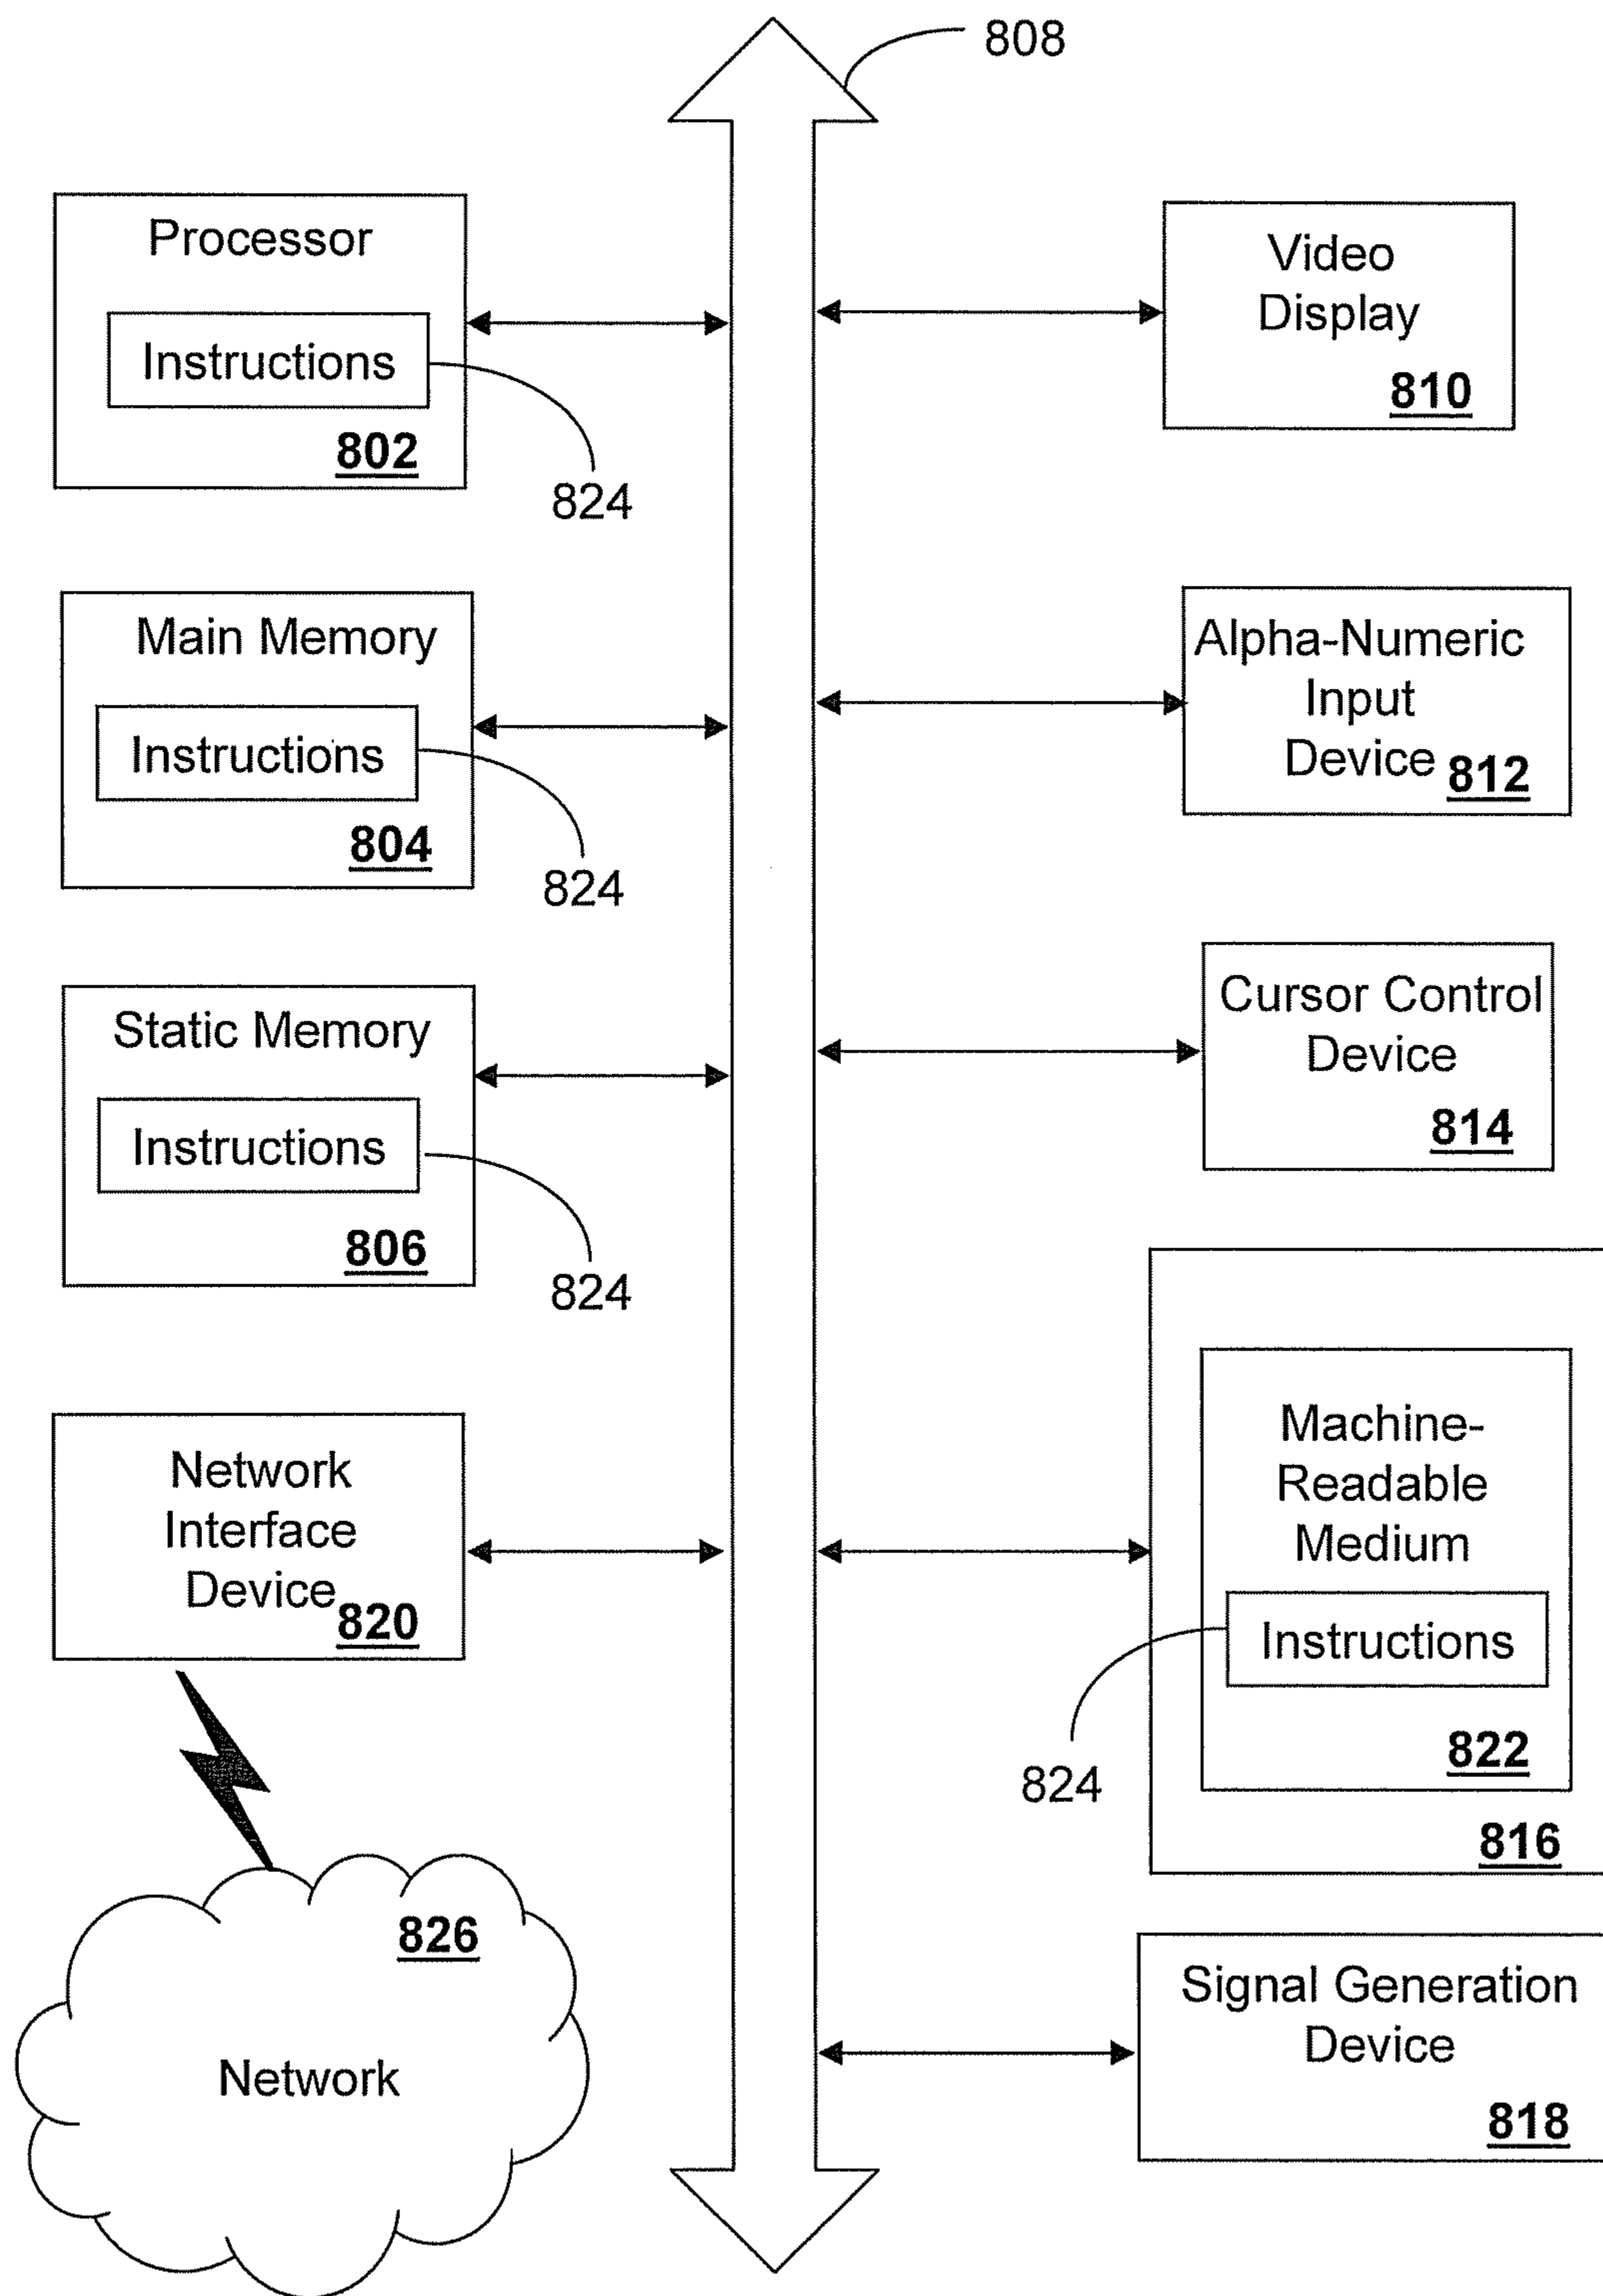 808
Processor
Instructions
802
824
Video
Display
810
Main Memory
Instructions
804
824
Alpha-Numeric
Input
Device 812
Static Memory
Instructions
806
824
Cursor Control
Device
814
Network
Interface
Device 820
Machine-
Readable
Medium
Instructions
824
822
816
826
Network
Signal Generation
Device
818